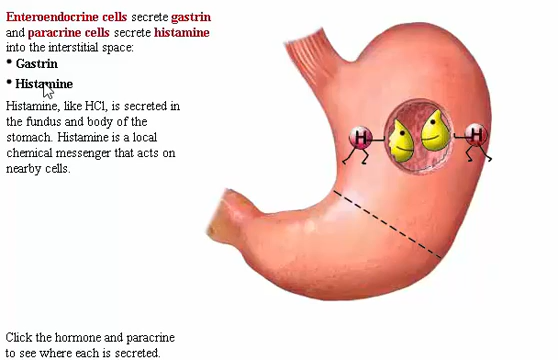 Enteroendocrine cells secrete gastrin
and paracrine cells secrete histamine
into the interstitial space:
• Gastrin
• Histamine
Histamine, like HCl, is secreted in
the fundus and body of the
stomach. Histamine is a local
chemical messenger that acts on
nearby cells.
H
H
Click the hormone and paracrine
to see where each is secreted.